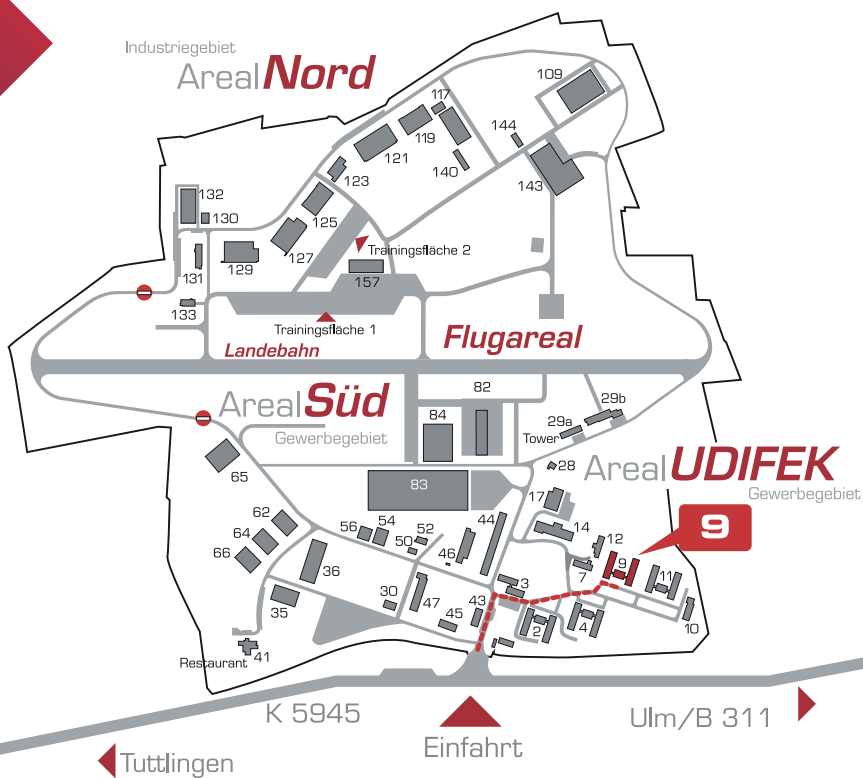 Industriegebiet
Areal Nord
109
117
119
144
121
140
143
123
132
130
125
127
129
131
133
Trainingsfläche 2
157
Trainingsfläche 1
Landebahn
Flugareal
Areal Süd
Gewerbegebiet
82
84
29a
29b
Tower
28
Areal UDIFEK
Gewerbegebiet
65
83
17
44
14
9
62
56
54
52
50
46
64
66
36
12
7
9
11
3
35
30
47
43
45
2
4
10
Restaurant
41
K 5945
Ulm/B 311
Einfahrt
Tuttlingen